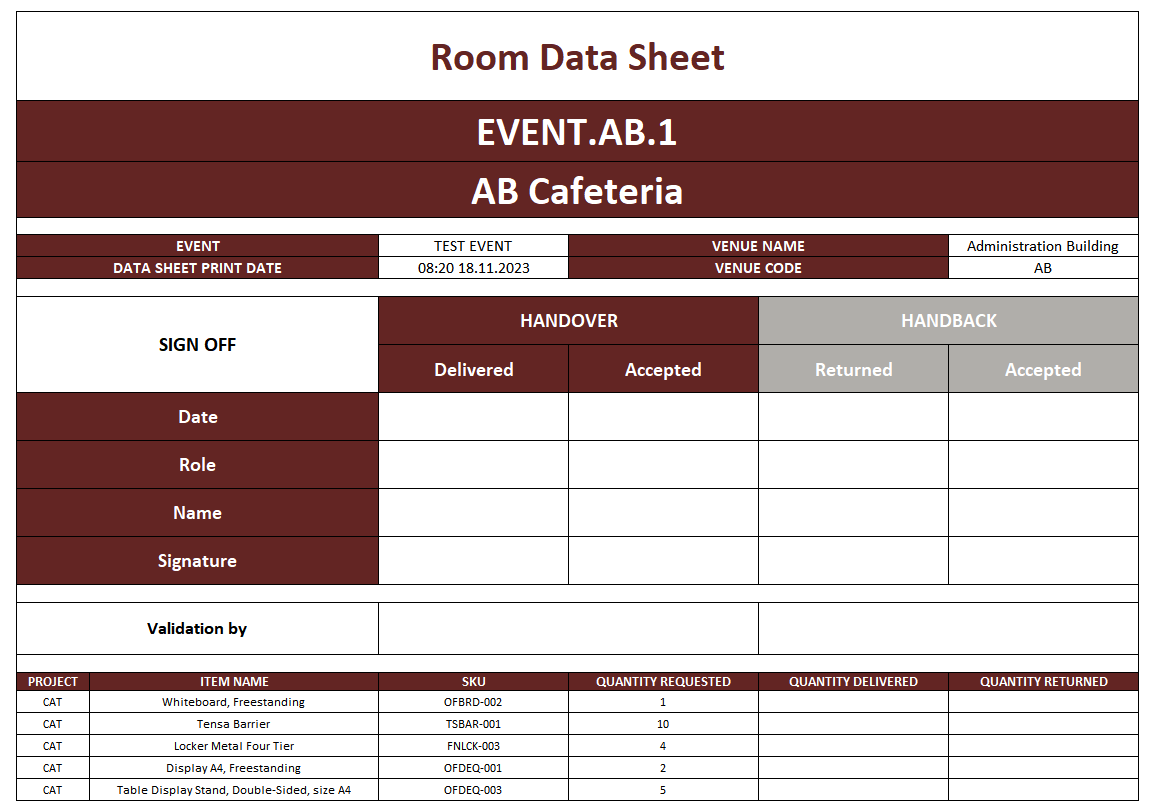 Room Data Sheet
EVENT.AB.1
AB Cafeteria
EVENT TEST EVENT VENUE NAME Administration Building
DATA SHEET PRINT DATE 08:20 18.11.2023 VENUE CODE AB
SIGN OFF HANDOVER HANDBACK
Delivered Accepted Returned Accepted
Date
Role
Name
Signature
Validation by
PROJECT ITEM NAME SKU QUANTITY REQUESTED QUANTITY DELIVERED QUANTITY RETURNED
CAT Whiteboard, Freestanding OFBRD-002 1
CAT Tensa Barrier TSBAR-001 10
CAT Locker Metal Four Tier FNLCK-003 4
CAT Display A4, Freestanding OFDEQ-001 2
CAT Table Display Stand, Double-Sided, size A4 OFDEQ-003 5